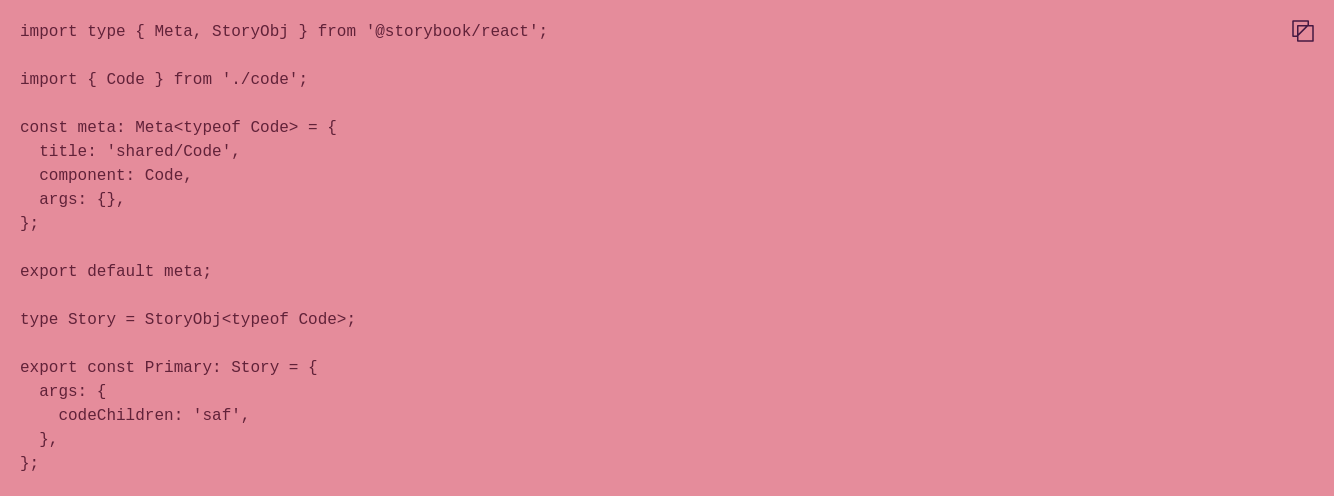 import type { Meta, StoryObj } from '@storybook/react';

import { Code } from './code';

const meta: Meta<typeof Code> = {
  title: 'shared/Code',
  component: Code,
  args: {},
};

export default meta;

type Story = StoryObj<typeof Code>;

export const Primary: Story = {
  args: {
    codeChildren: 'saf',
  },
};